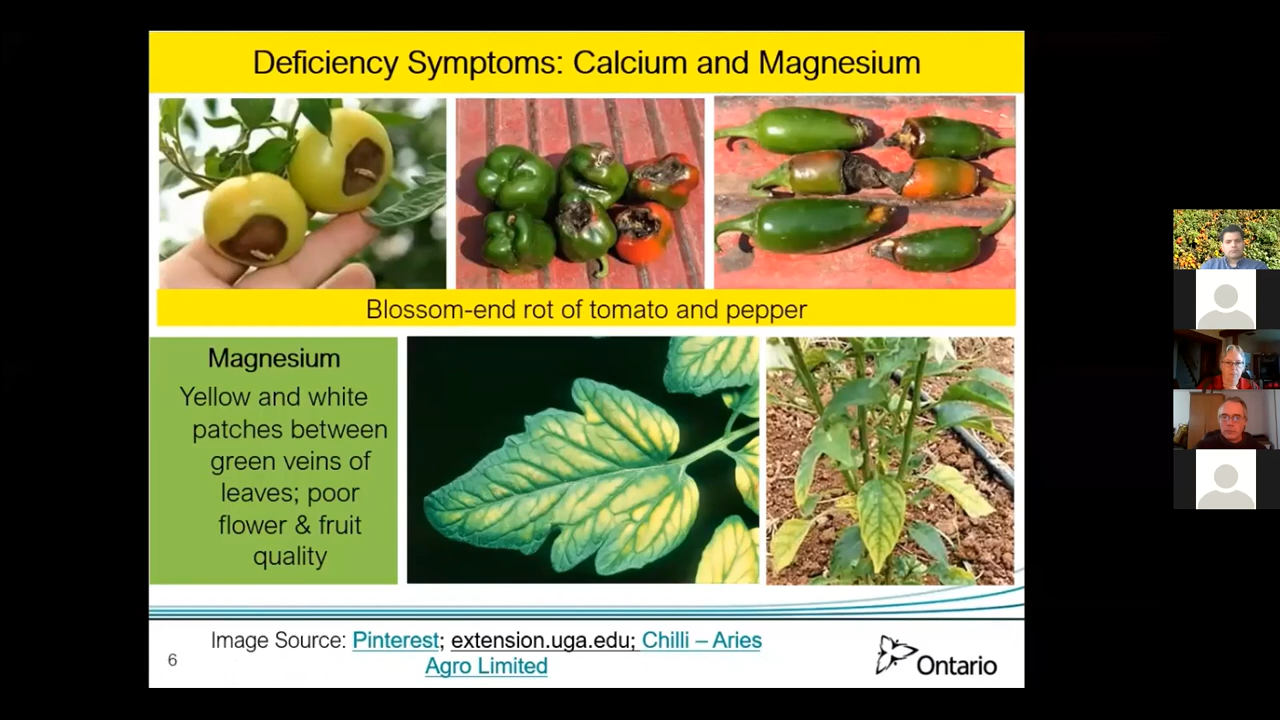 Deficiency Symptoms: Calcium and Magnesium
Blossom-end rot of tomato and pepper
Magnesium
Yellow and white
patches between
green veins of
leaves; poor
flower & fruit
quality
Image Source: Pinterest; extension.uga.edu; Chilli – Aries
Agro Limited
6
Ontario